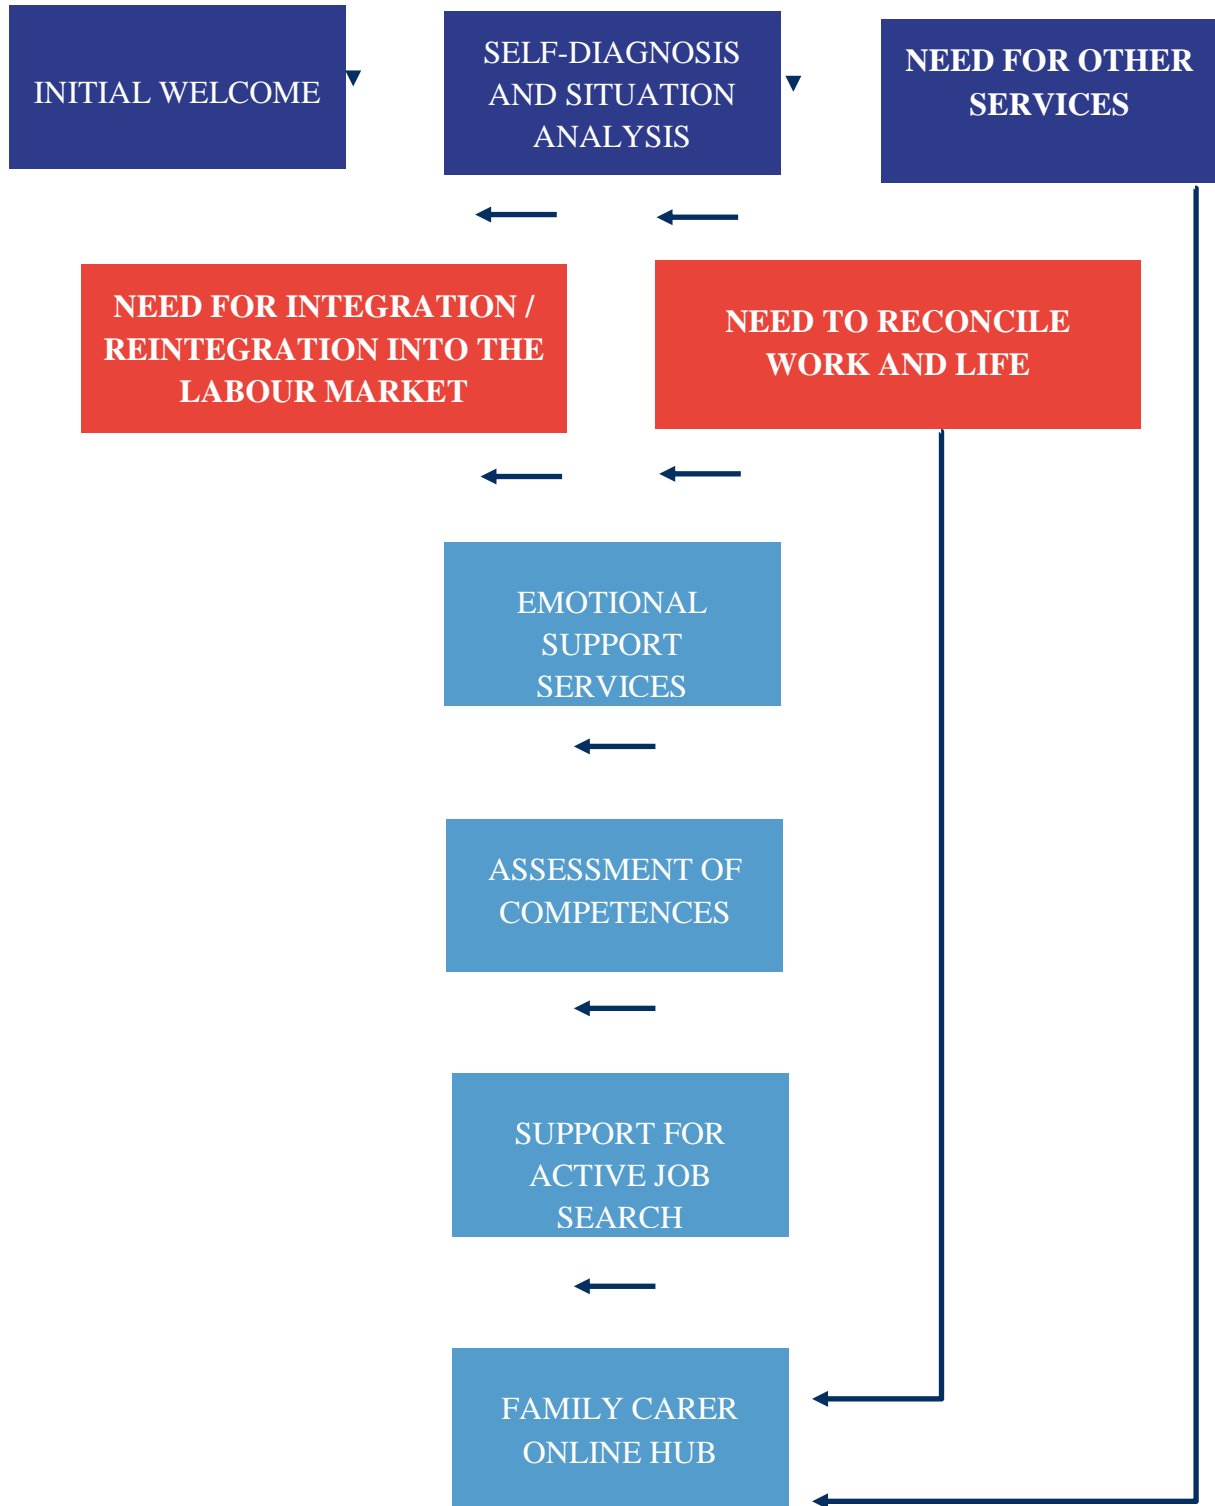 INITIAL WELCOME
SELF-DIAGNOSIS
AND SITUATION
ANALYSIS
NEED FOR OTHER
SERVICES
NEED FOR INTEGRATION /
REINTEGRATION INTO THE
LABOUR MARKET
NEED TO RECONCILE
WORK AND LIFE
EMOTIONAL
SUPPORT
SERVICES
ASSESSMENT OF
COMPETENCES
SUPPORT FOR
ACTIVE JOB
SEARCH
FAMILY CARER
ONLINE HUB